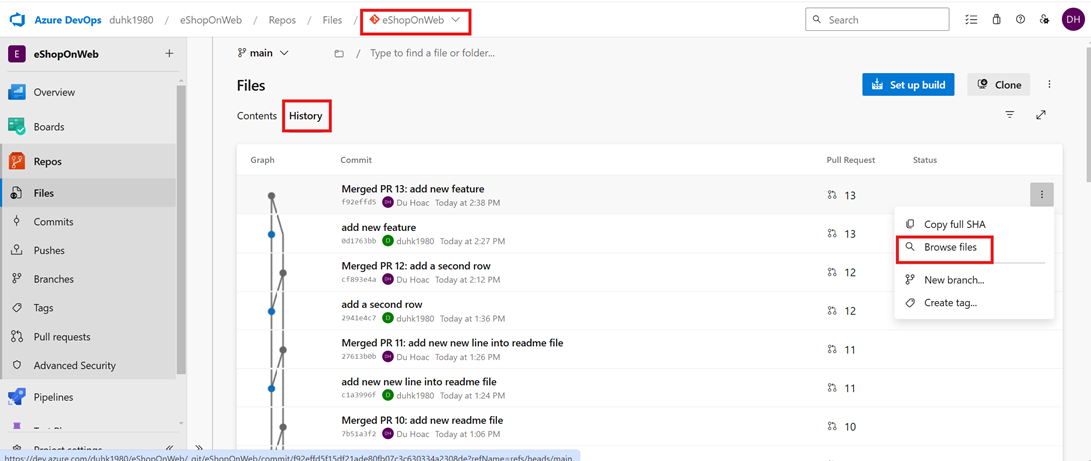 Azure DevOps duhk1980 / eShopOnWeb / Repos / Files / eShopOnWeb
Search
DH
E eShopOnWeb +
main / Type to find a file or folder...
Overview
Boards
Repos
Files
Commits
Pushes
Branches
Tags
Pull requests
Advanced Security
Pipelines
Project settings
Files
Set up build
Clone
Contents History
Graph Commit Pull Request Status
Merged PR 13: add new feature
f92effd5 DH Du Hoac Today at 2:38 PM
13
add new feature
0d1763bb D duhk1980 Today at 2:27 PM
13
Merged PR 12: add a second row
cf893e4a DH Du Hoac Today at 2:12 PM
12
add a second row
2941e4c7 D duhk1980 Today at 1:36 PM
12
Merged PR 11: add new new line into readme file
27613b0b DH Du Hoac Today at 1:26 PM
11
add new new line into readme file
c1a3996f D duhk1980 Today at 1:24 PM
11
Merged PR 10: add new readme file
7b51a3f2 DH Du Hoac Today at 1:06 PM
10
Copy full SHA
Browse files
New branch...
Create tag...
https://dev.azure.com/duhk1980/eShopOnWeb/_git/eShopOnWeb/commit/f92effd5f15df21ade80fb07c3c630334a2308de?refName=refs/heads/main